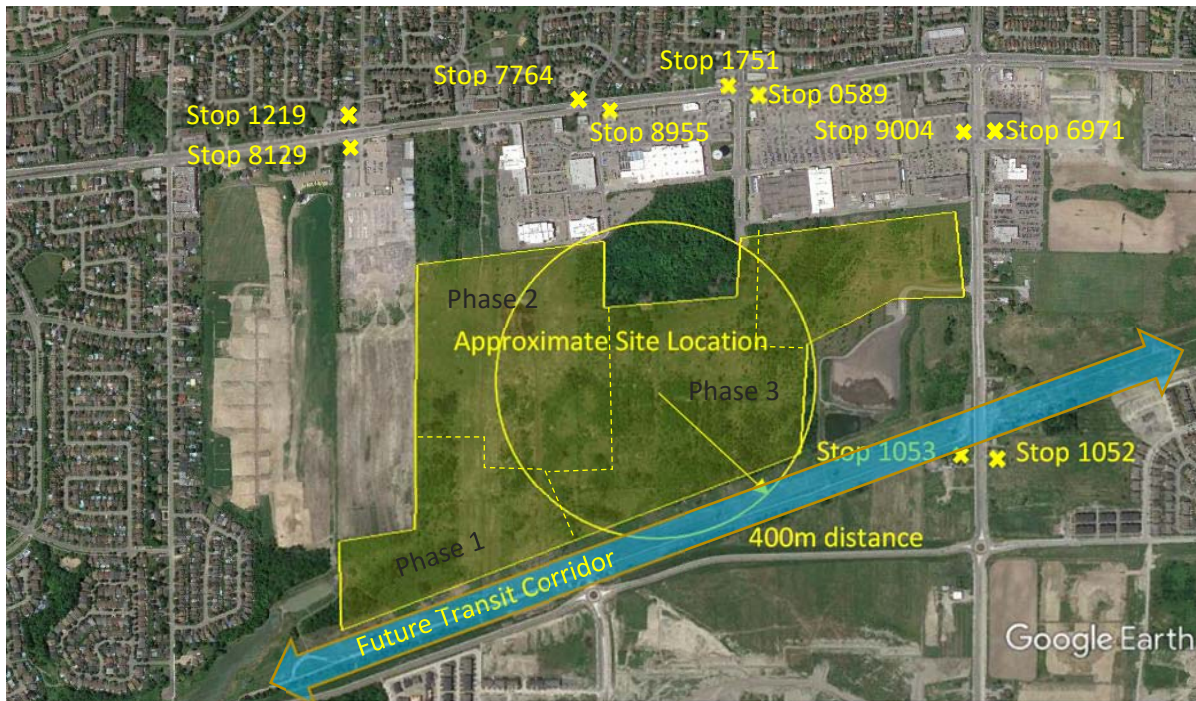 Stop 1751
Stop 7764
Stop 0589
Stop 1219
Stop 8955
Stop 9004
Stop 6971
Stop 8129
Phase 2
Approximate Site Location
Phase 3
Stop 1053
Stop 1052
400m distance
Phase 1
Future Transit Corridor
Google Earth